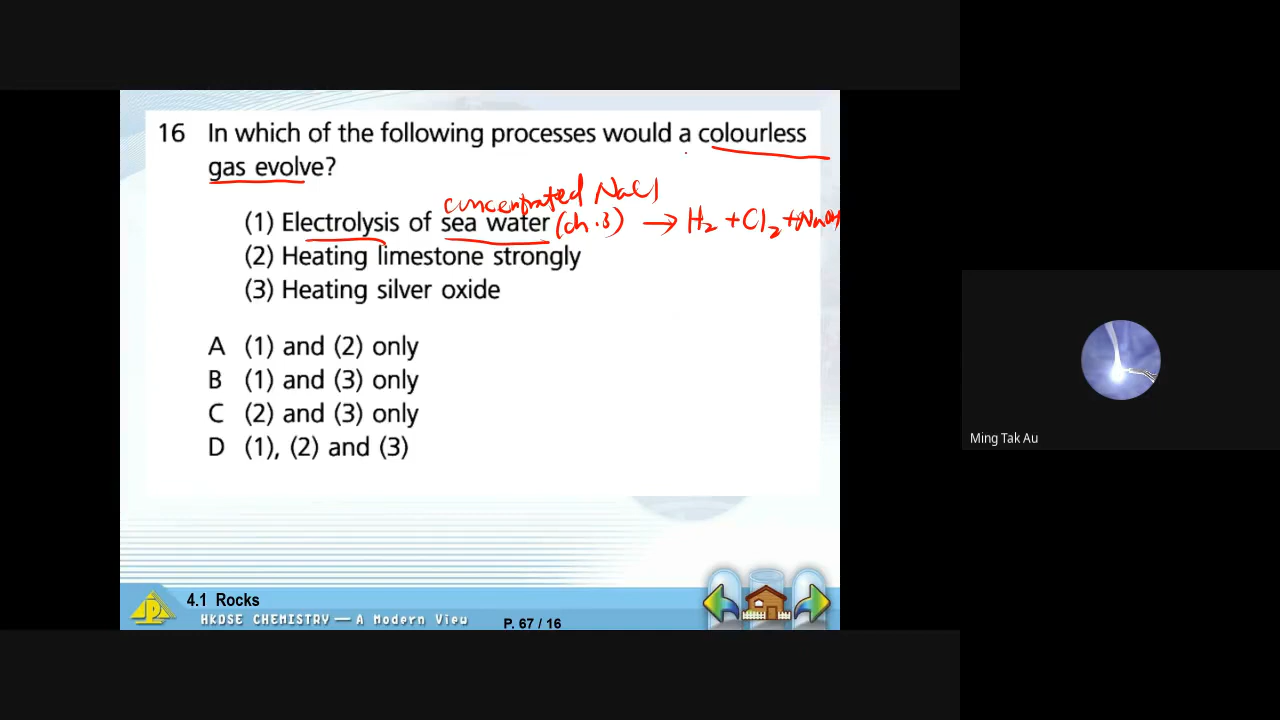 16 In which of the following processes would a colourless
gas evolve?
concentrated NaCl
(1) Electrolysis of sea water (ch.3) → H₂ + Cl₂ + NaOH
(2) Heating limestone strongly
(3) Heating silver oxide
A (1) and (2) only
B (1) and (3) only
C (2) and (3) only
D (1), (2) and (3)
Ming Tak Au
4.1 Rocks
HKDSE CHEMISTRY — A Modern View
P. 67 / 16